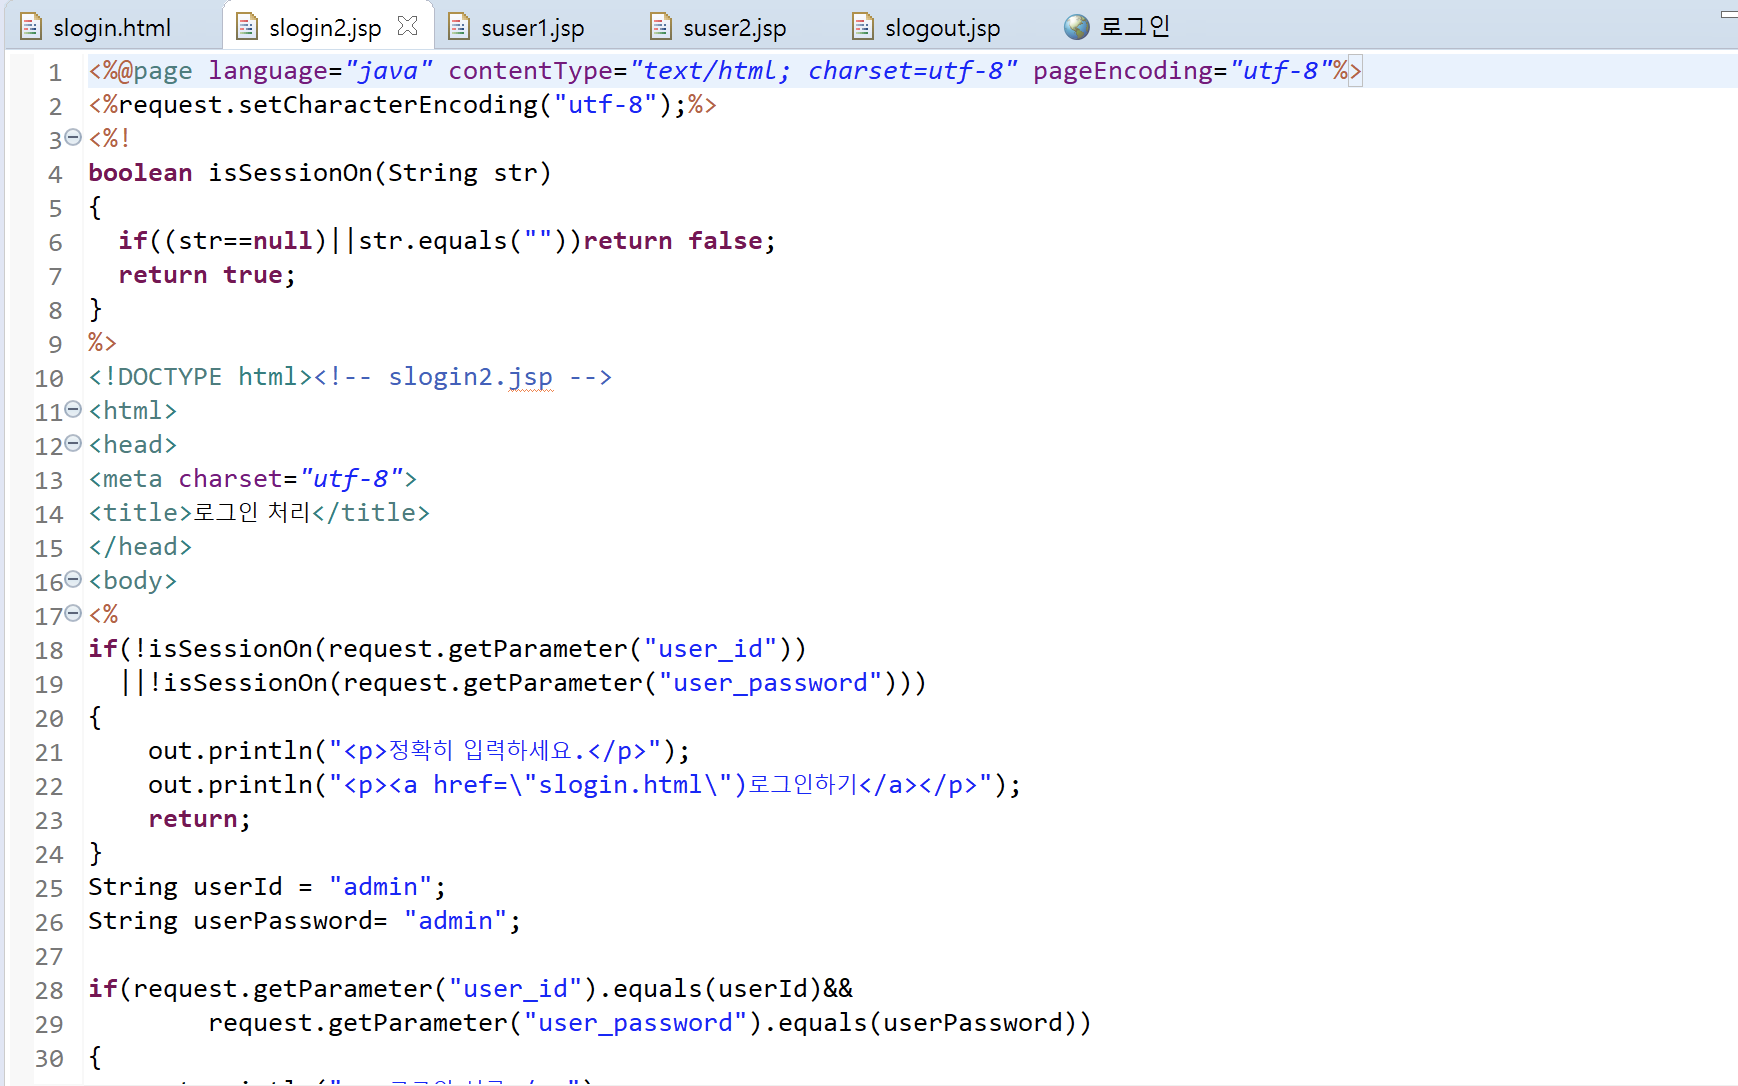 slogin.html slogin2.jsp suser1.jsp suser2.jsp slogout.jsp 로그인
1 <%@page language="java" contentType="text/html; charset=utf-8" pageEncoding="utf-8"%>
2 <%request.setCharacterEncoding("utf-8");%>
3 <%!
4 boolean isSessionOn(String str)
5 {
6   if((str==null)||str.equals(""))return false;
7   return true;
8 }
9 %>
10 <!DOCTYPE html><!-- slogin2.jsp -->
11 <html>
12 <head>
13 <meta charset="utf-8">
14 <title>로그인 처리</title>
15 </head>
16 <body>
17 <%
18 if(!isSessionOn(request.getParameter("user_id"))
19   ||!isSessionOn(request.getParameter("user_password")))
20 {
21     out.println("<p>정확히 입력하세요.</p>");
22     out.println("<p><a href=\"slogin.html\")로그인하기</a></p>");
23     return;
24 }
25 String userId = "admin";
26 String userPassword= "admin";
27
28 if(request.getParameter("user_id").equals(userId)&&
29         request.getParameter("user_password").equals(userPassword))
30 {